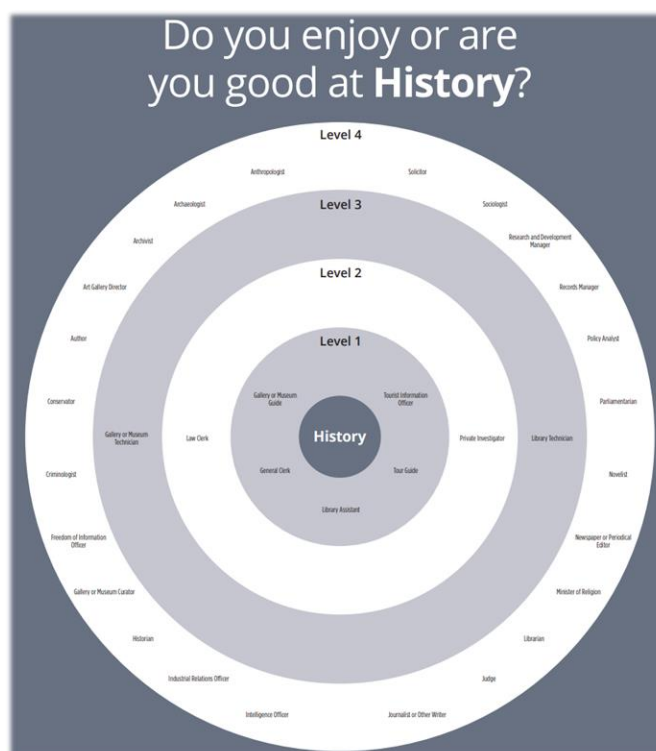 Do you enjoy or are
you good at History?
Level 4
Anthropologist
Solicitor
Archaeologist
Sociologist
Archivist
Research and Development
Manager
Art Gallery Director
Records Manager
Author
Policy Analyst
Conservator
Parliamentarian
Criminologist
Novelist
Freedom of Information
Officer
Newspaper or Periodical
Editor
Gallery or Museum Curator
Minister of Religion
Historian
Librarian
Industrial Relations Officer
Judge
Intelligence Officer
Journalist or Other Writer
Level 3
Gallery or Museum
Technician
Library Technician
Level 2
Law Clerk
Private Investigator
Level 1
Gallery or Museum
Guide
Tourist Information
Officer
General Clerk
Tour Guide
Library Assistant
History